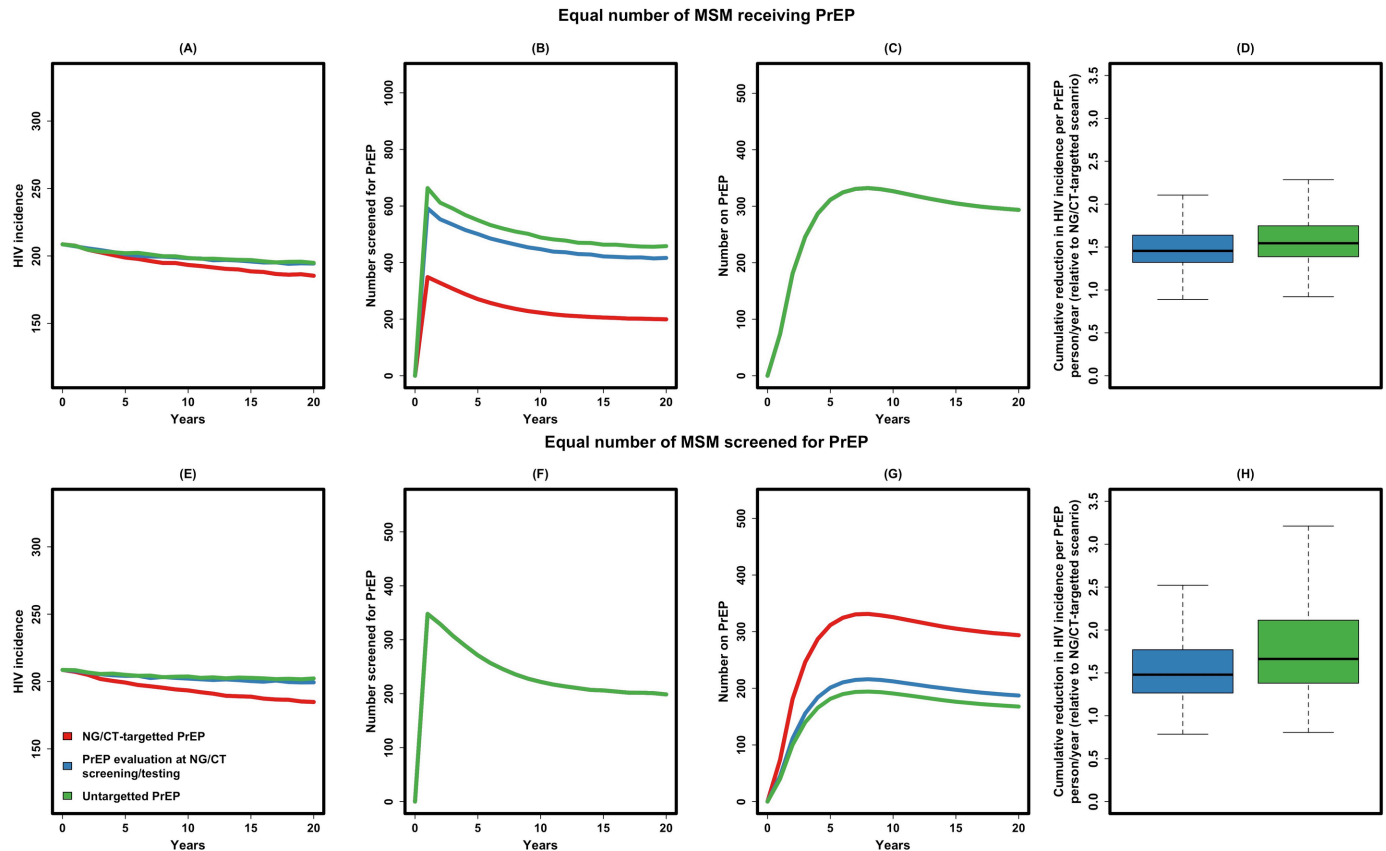 Equal number of MSM receiving PrEP
(A)
HIV incidence
150
200
250
300
0 5 10 15 20
Years
(B)
Number screened for PrEP
0
200
400
600
800
1000
0 5 10 15 20
Years
(C)
Number on PrEP
0
100
200
300
400
500
0 5 10 15 20
Years
(D)
Cumulative reduction in HIV incidence per PrEP
person/year (relative to NG/CT-targetted sceanrio)
0.0
0.5
1.0
1.5
2.0
2.5
3.0
3.5
Equal number of MSM screened for PrEP
(E)
HIV incidence
150
200
250
300
NG/CT-targetted PrEP
PrEP evaluation at NG/CT
screening/testing
Untargetted PrEP
0 5 10 15 20
Years
(F)
Number screened for PrEP
0
100
200
300
400
500
0 5 10 15 20
Years
(G)
Number on PrEP
0
100
200
300
400
500
0 5 10 15 20
Years
(H)
Cumulative reduction in HIV incidence per PrEP
person/year (relative to NG/CT-targetted sceanrio)
0.0
0.5
1.0
1.5
2.0
2.5
3.0
3.5